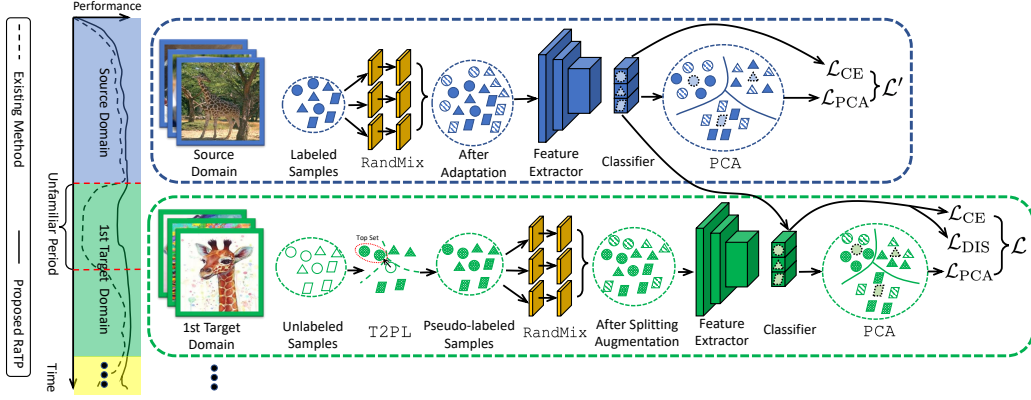 Performance
Existing Method
Proposed RaTP
Source Domain
Unfamiliar Period
1st Target Domain
Time
Source
Domain
Labeled
Samples
RandMix
After
Adaptation
Feature
Extractor
Classifier
PCA
ℒCE
ℒPCA
ℒ′
1st Target
Domain
Unlabeled
Samples
Top Set
T2PL
Pseudo-labeled
Samples
RandMix
After Splitting
Augmentation
Feature
Extractor
Classifier
PCA
ℒCE
ℒDIS
ℒPCA
ℒ